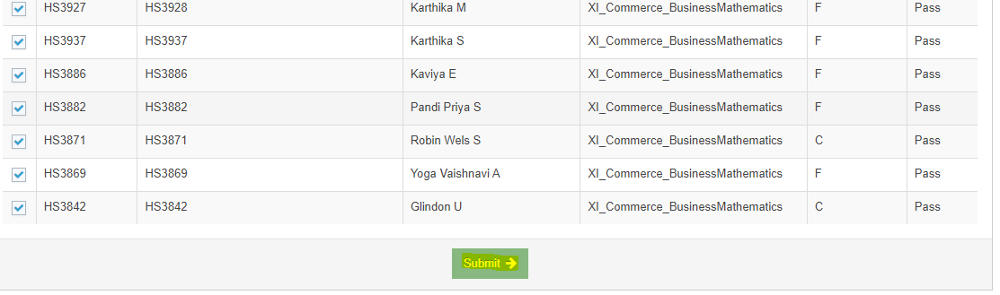 HS3927 HS3928 Karthika M XI_Commerce_BusinessMathematics F Pass
HS3937 HS3937 Karthika S XI_Commerce_BusinessMathematics F Pass
HS3886 HS3886 Kaviya E XI_Commerce_BusinessMathematics F Pass
HS3882 HS3882 Pandi Priya S XI_Commerce_BusinessMathematics F Pass
HS3871 HS3871 Robin Wels S XI_Commerce_BusinessMathematics C Pass
HS3869 HS3869 Yoga Vaishnavi A XI_Commerce_BusinessMathematics F Pass
HS3842 HS3842 Glindon U XI_Commerce_BusinessMathematics C Pass
Submit